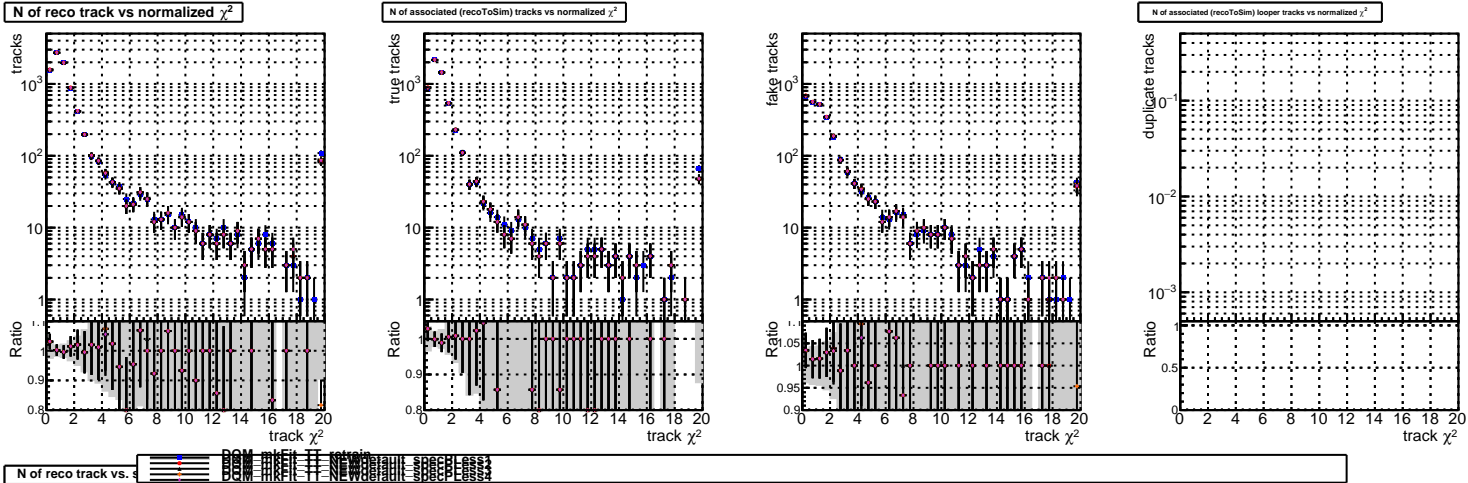 N of reco track vs normalized χ²
N of associated (recoToSim) tracks vs normalized χ²
N of associated (recoToSim) looper tracks vs normalized χ²
tracks
10³
10²
10
1
Ratio
0.9
0.8
0 2 4 6 8 10 12 14 16 18 20
track χ²
true tracks
10³
10²
10
1
Ratio
1
0.9
0.8
0 2 4 6 8 10 12 14 16 18 20
track χ²
fake tracks
10³
10²
10
1
Ratio
1.05
1
0.95
0.9
0 2 4 6 8 10 12 14 16 18 20
track χ²
duplicate tracks
10⁻¹
10⁻²
10⁻³
Ratio
1
0.5
0
0 2 4 6 8 10 12 14 16 18 20
track χ²
N of reco track vs.
DQM_mkFit_TT_retrain
DQM_mkFit_TT-NEWdefault_specPLess1
DQM_mkFit_TT-NEWdefault_specPLess4